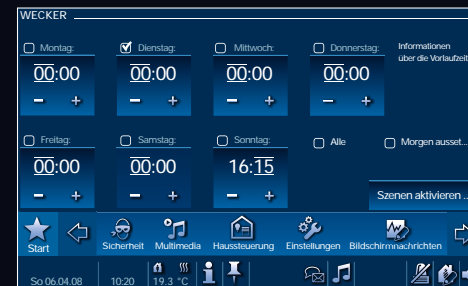 WECKER
Montag: Dienstag: Mittwoch: Donnerstag: Informationen
über die Vorlaufzeit
00:00 00:00 00:00 00:00
- + - + - + - +
Freitag: Samstag: Sonntag: Alle Morgen ausset...
00:00 00:00 16:15
- + - + - +
Szenen aktivieren ..
Start Sicherheit Multimedia Haussteuerung Einstellungen Bildschirmnachrichten
So 06.04.08 10:20 19.3 °C